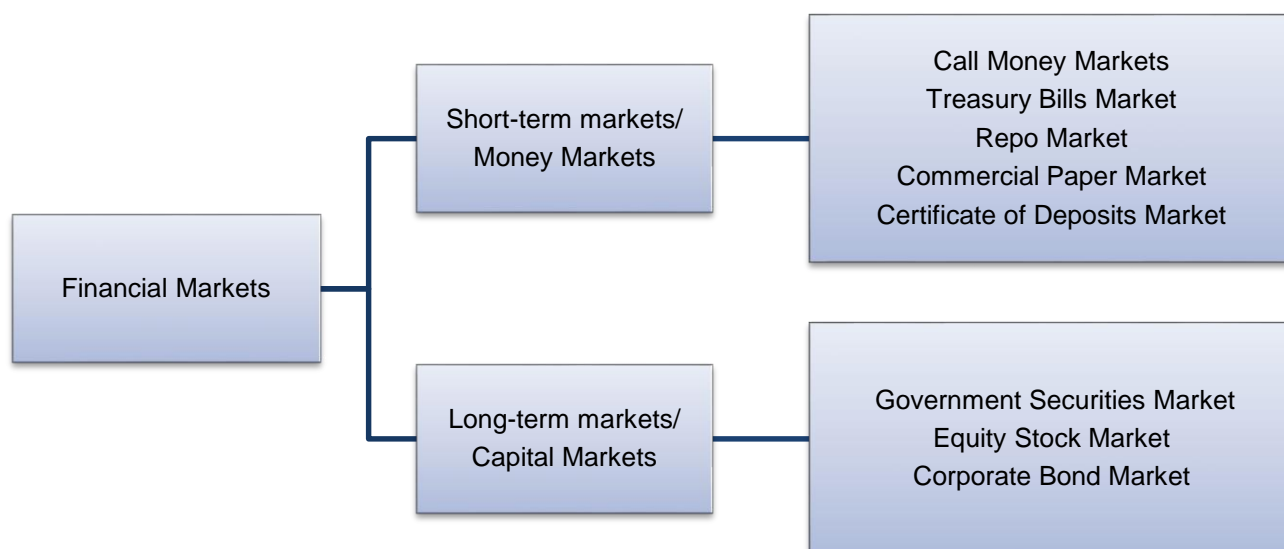 Financial Markets
Short-term markets/
Money Markets
Call Money Markets
Treasury Bills Market
Repo Market
Commercial Paper Market
Certificate of Deposits Market
Long-term markets/
Capital Markets
Government Securities Market
Equity Stock Market
Corporate Bond Market